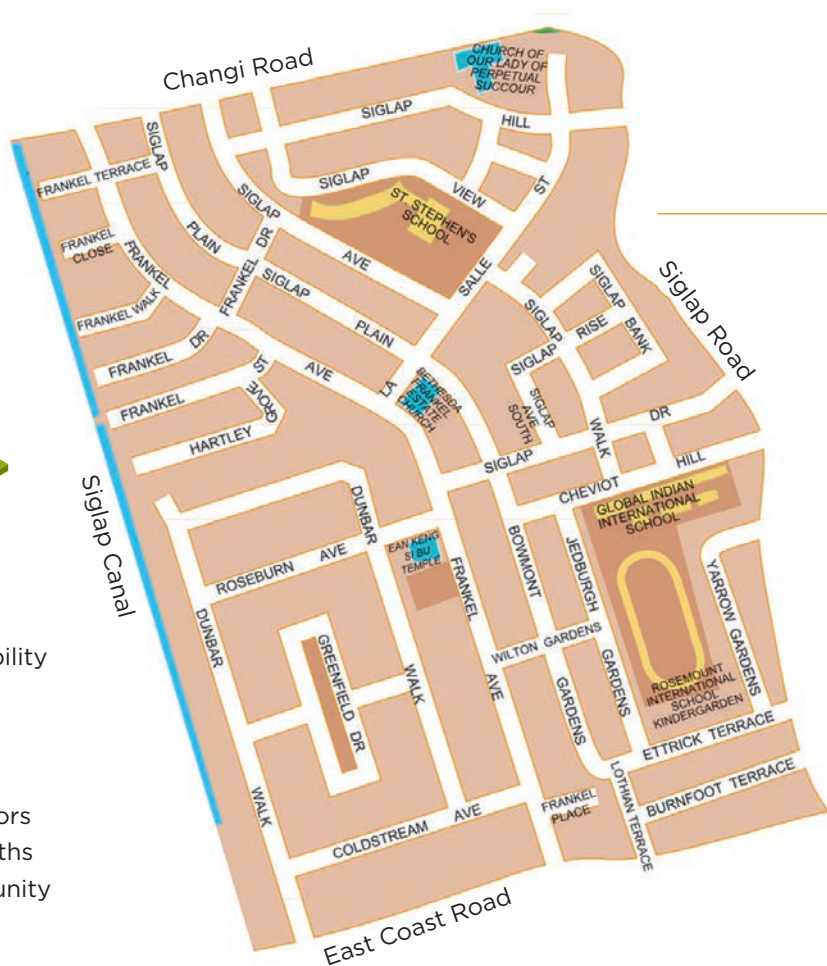 Changi Road
CHURCH OF
OUR LADY OF
PERPETUAL
SUCCOUR
SIGLAP
HILL
SIGLAP
FRANKEL TERRACE
SIGLAP
VIEW
ST
ST. STEPHEN'S
SCHOOL
SIGLAP
AVE
PLAIN
FRANKEL DR
FRANKEL
CLOSE
FRANKEL
SALLE
SIGLAP
PLAIN
LA
Siglap Road
SIGLAP
BANK
SIGLAP
RISE
SIGLAP
WALK
FRANKEL WALK
FRANKEL
DR
AVE
BETHESDA
FRANKEL
ESTATE
CHURCH
SIGLAP
AVE
SOUTH
FRANKEL
ST
GROVE
HARTLEY
SIGLAP
DR
CHEVIOT
HILL
Siglap Canal
DUNBAR
ROSEBURN AVE
EAN KENG
SI BU
TEMPLE
FRANKEL
BOWMONT
JEDBURGH
GLOBAL INDIAN
INTERNATIONAL
SCHOOL
YARROW GARDENS
DUNBAR
GREENFIELD DR
WALK
AVE
WILTON GARDENS
GARDENS
GARDENS
ROSEMOUNT
INTERNATIONAL
SCHOOL
KINDERGARDEN
ETTRICK TERRACE
BURNFOOT TERRACE
LOTHIAN TERRACE
FRANKEL
PLACE
WALK
COLDSTREAM AVE
East Coast Road
bility
ors
ths
unity